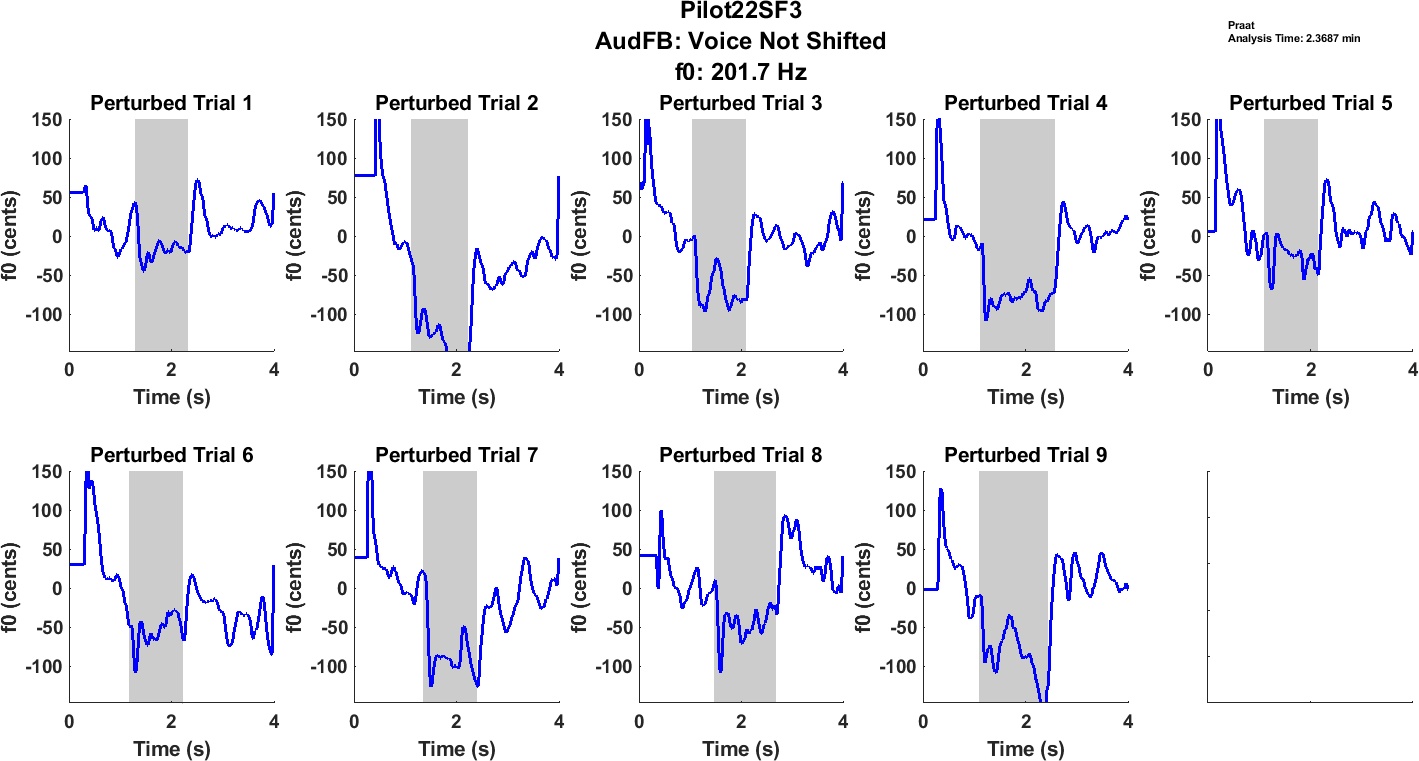 Pilot22SF3
AudFB: Voice Not Shifted
f0: 201.7 Hz
Praat
Analysis Time: 2.3687 min
Perturbed Trial 1
150
100
50
0
-50
-100
f0 (cents)
0 2 4
Time (s)
Perturbed Trial 2
150
100
50
0
-50
-100
f0 (cents)
0 2 4
Time (s)
Perturbed Trial 3
150
100
50
0
-50
-100
f0 (cents)
0 2 4
Time (s)
Perturbed Trial 4
150
100
50
0
-50
-100
f0 (cents)
0 2 4
Time (s)
Perturbed Trial 5
150
100
50
0
-50
-100
f0 (cents)
0 2 4
Time (s)
Perturbed Trial 6
150
100
50
0
-50
-100
f0 (cents)
0 2 4
Time (s)
Perturbed Trial 7
150
100
50
0
-50
-100
f0 (cents)
0 2 4
Time (s)
Perturbed Trial 8
150
100
50
0
-50
-100
f0 (cents)
0 2 4
Time (s)
Perturbed Trial 9
150
100
50
0
-50
-100
f0 (cents)
0 2 4
Time (s)